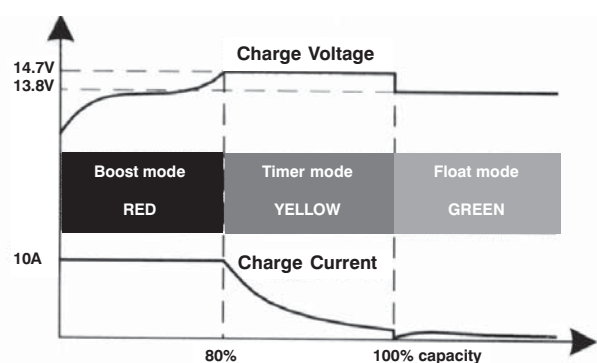 Charge Voltage
14.7V
13.8V
Boost mode
Timer mode
Float mode
RED
YELLOW
GREEN
10A
Charge Current
80%
100% capacity